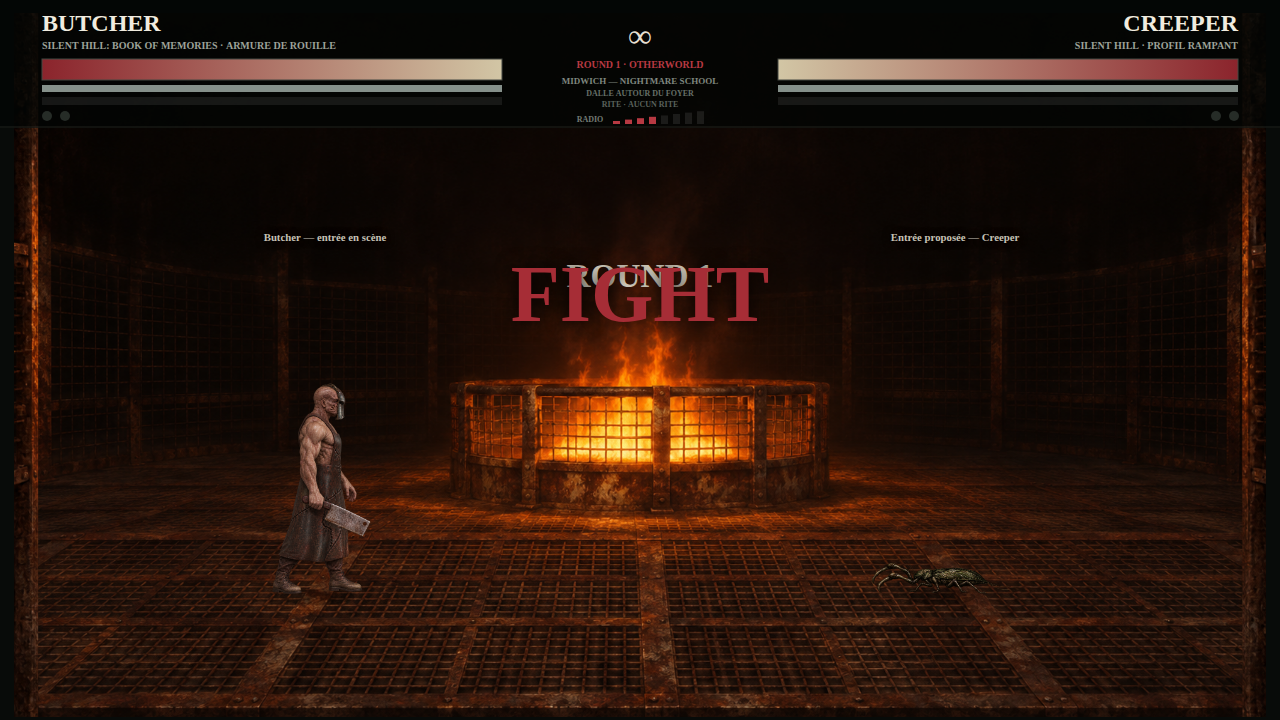 BUTCHER
SILENT HILL: BOOK OF MEMORIES · ARMURE DE ROUILLE
∞
ROUND 1 · OTHERWORLD
MIDWICH — NIGHTMARE SCHOOL
DALLE AUTOUR DU FOYER
RITE · AUCUN RITE
RADIO
CREEPER
SILENT HILL · PROFIL RAMPANT
Butcher — entrée en scène
Entrée proposée — Creeper
ROUND 1
FIGHT